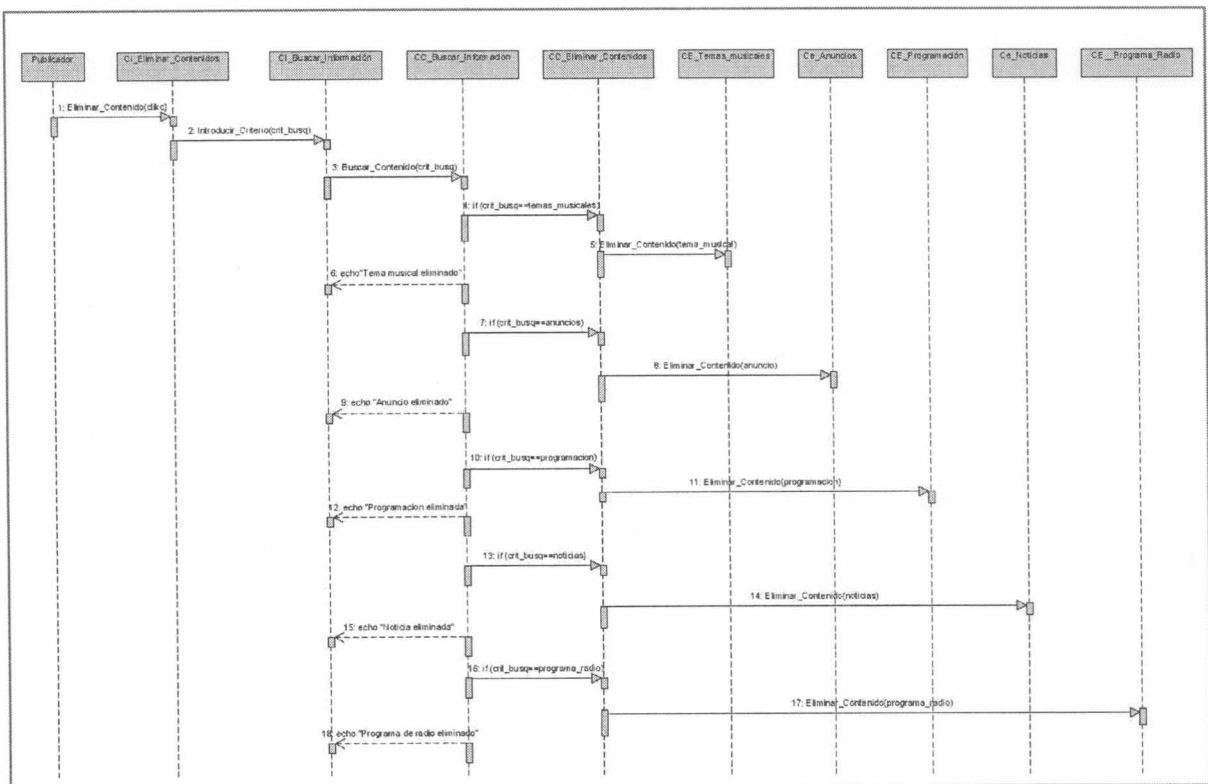 Publicador
CI_Eliminar_Contenidos
CI_Buscar_Información
CC_Buscar_Informacion
CC_Eliminar_Contenidos
CE_Temas_musicales
Ce_Anuncios
CE_Programación
Ce_Noticias
CE__Programa_Radio
1: Eliminar_Contenido(clikc)
2: Introducir_Criterio(crit_busq)
3: Buscar_Contenido(crit_busq)
4: if (crit_busq==temas_musicales)
5: Eliminar_Contenido(tema_musical)
6: echo"Tema musical eliminado"
7: if (crit_busq==anuncios)
8: Eliminar_Contenido(anuncio)
9: echo "Anuncio eliminado"
10: if (crit_busq==programacion)
11: Eliminar_Contenido(programacion)
12: echo "Programacion eliminada"
13: if (crit_busq==noticias)
14: Eliminar_Contenido(noticias)
15: echo "Noticia eliminada"
16: if (crit_busq==programa_radio)
17: Eliminar_Contenido(programa_radio)
18: echo "Programa de radio eliminado"